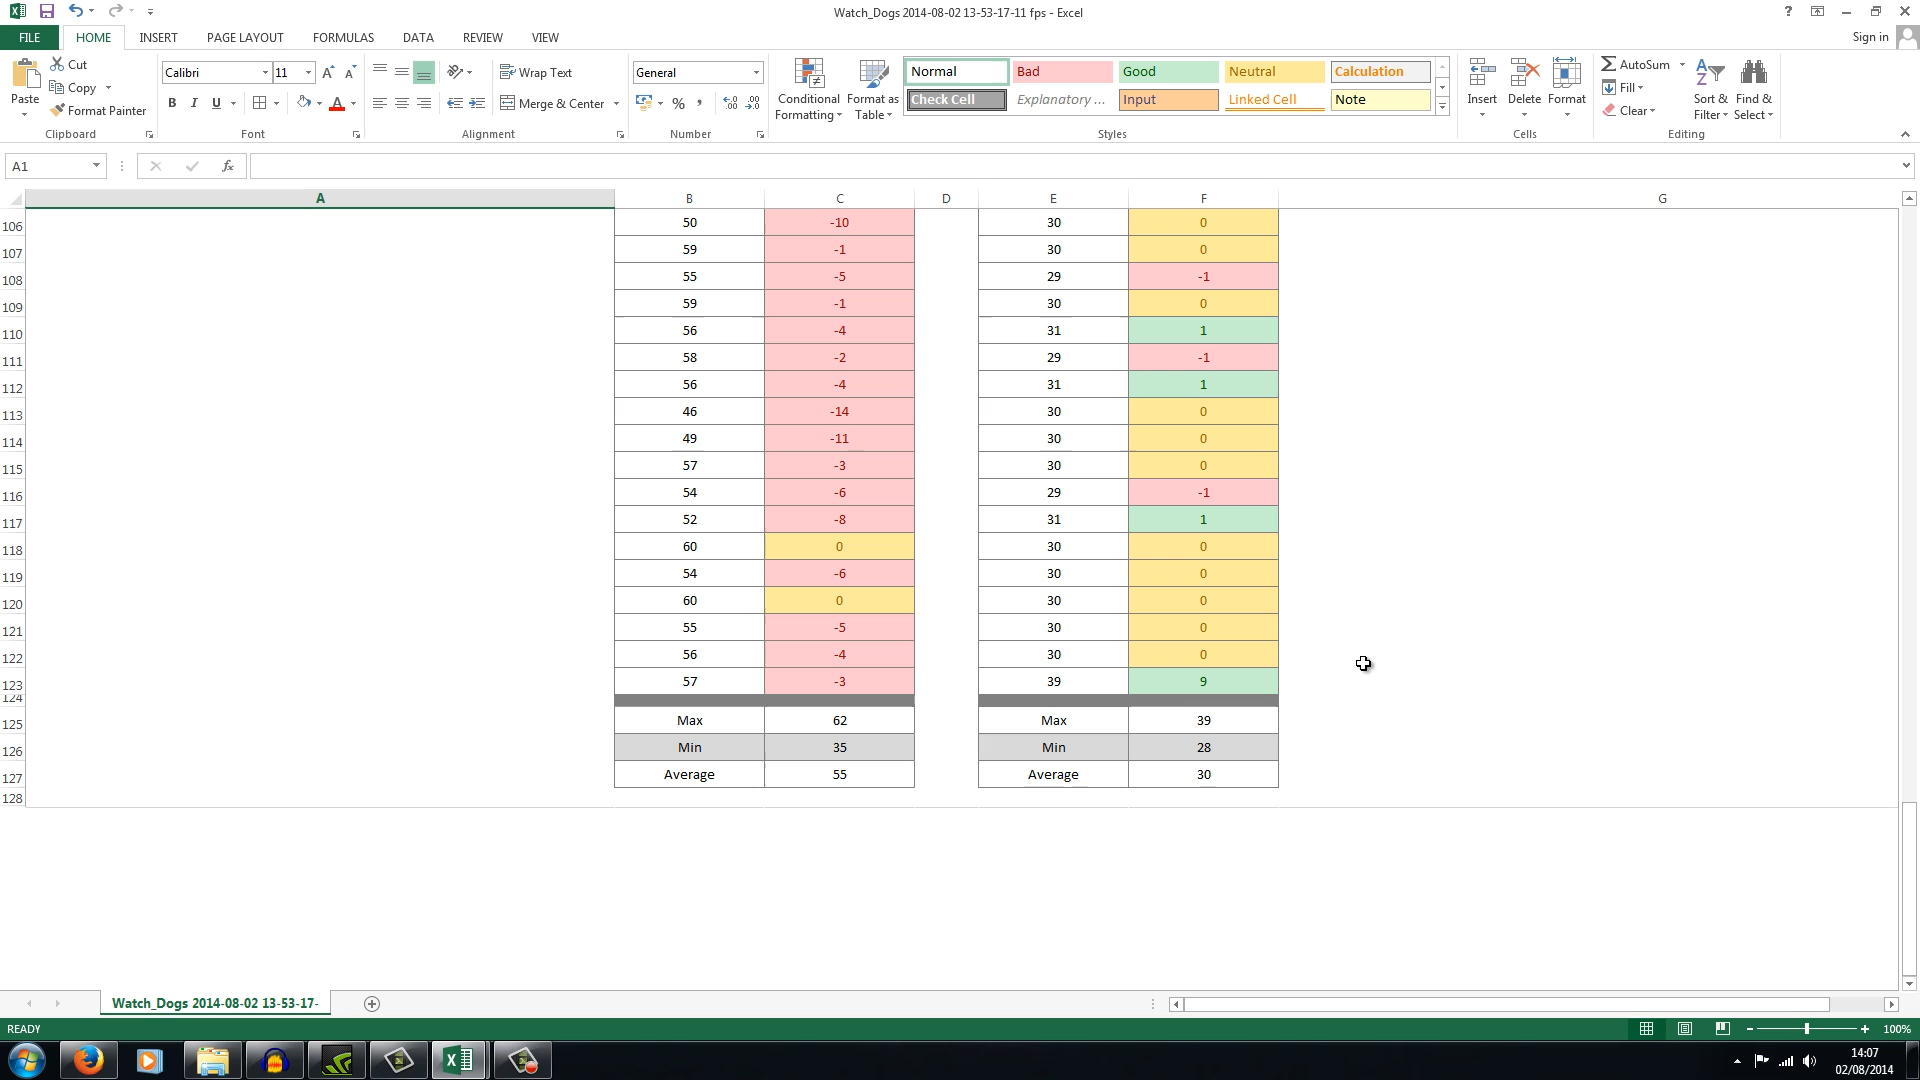 Watch_Dogs 2014-08-02 13-53-17-11 fps - Excel
FILE HOME INSERT PAGE LAYOUT FORMULAS DATA REVIEW VIEW Sign in
Paste
Cut
Copy
Format Painter
Clipboard
Calibri 11
B I U
Font
Wrap Text
Merge & Center
Alignment
General
%
Number
Conditional Formatting
Format as Table
Normal Bad Good Neutral Calculation
Check Cell Explanatory ... Input Linked Cell Note
Styles
Insert Delete Format
Cells
AutoSum
Fill
Clear
Sort & Filter
Find & Select
Editing
A1 fx
A B C D E F G
106 50 -10 30 0
107 59 -1 30 0
108 55 -5 29 -1
109 59 -1 30 0
110 56 -4 31 1
111 58 -2 29 -1
112 56 -4 31 1
113 46 -14 30 0
114 49 -11 30 0
115 57 -3 30 0
116 54 -6 29 -1
117 52 -8 31 1
118 60 0 30 0
119 54 -6 30 0
120 60 0 30 0
121 55 -5 30 0
122 56 -4 30 0
123 57 -3 39 9
124
125 Max 62 Max 39
126 Min 35 Min 28
127 Average 55 Average 30
128
Watch_Dogs 2014-08-02 13-53-17-
READY 100%
14:07
02/08/2014